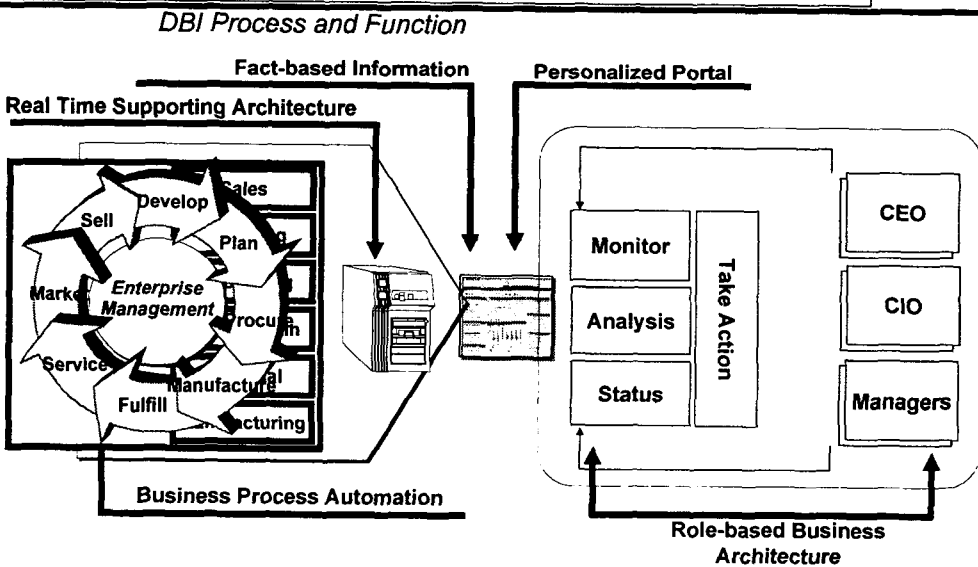 DBI Process and Function
Fact-based Information
Personalized Portal
Real Time Supporting Architecture
Sales
Develop
Sell
Plan
Enterprise
Management
Service
Manufacture
Fulfill
Monitor
Analysis
Status
Take Action
CEO
CIO
Managers
Business Process Automation
Role-based Business
Architecture